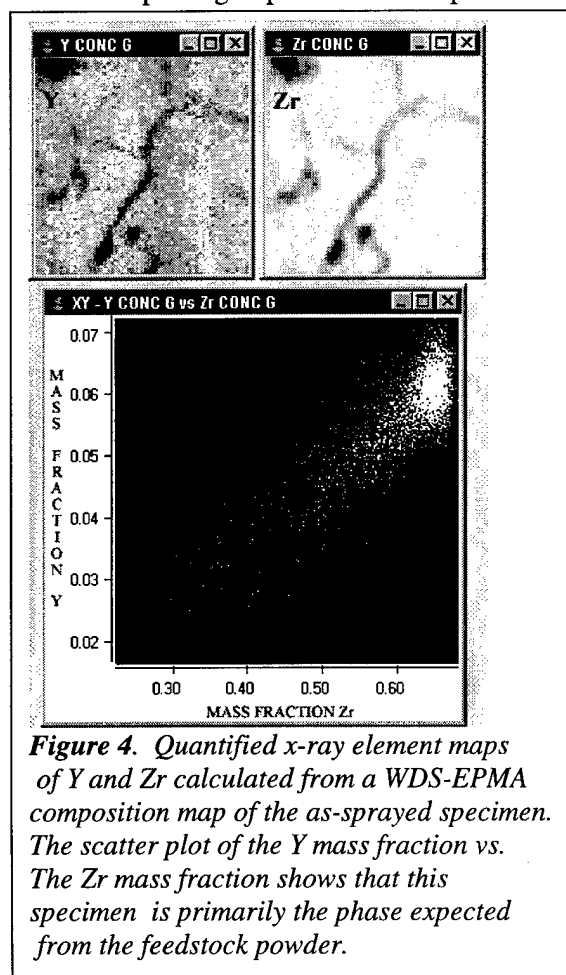 Y CONC G
Zr CONC G
Y
Zr
XY - Y CONC G vs Zr CONC G
0.07
0.06
0.05
0.04
0.03
0.02
MASS FRACTION Y
0.30 0.40 0.50 0.60
MASS FRACTION Zr
Figure 4. Quantified x-ray element maps
of Y and Zr calculated from a WDS-EPMA
composition map of the as-sprayed specimen.
The scatter plot of the Y mass fraction vs.
The Zr mass fraction shows that this
specimen is primarily the phase expected
from the feedstock powder.